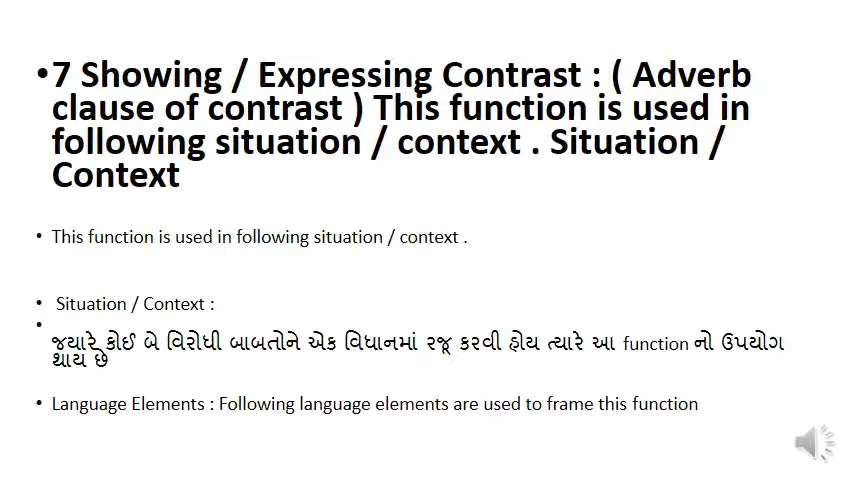 •7 Showing / Expressing Contrast : ( Adverb
clause of contrast ) This function is used in
following situation / context . Situation /
Context
• This function is used in following situation / context .
• Situation / Context :
•
જયારે કોઈ બે વિરોધી બાબતોને એક વિધાનમાં રજૂ કરવી હોય ત્યારે આ function નો ઉપયોગ
થાય છે
• Language Elements : Following language elements are used to frame this function